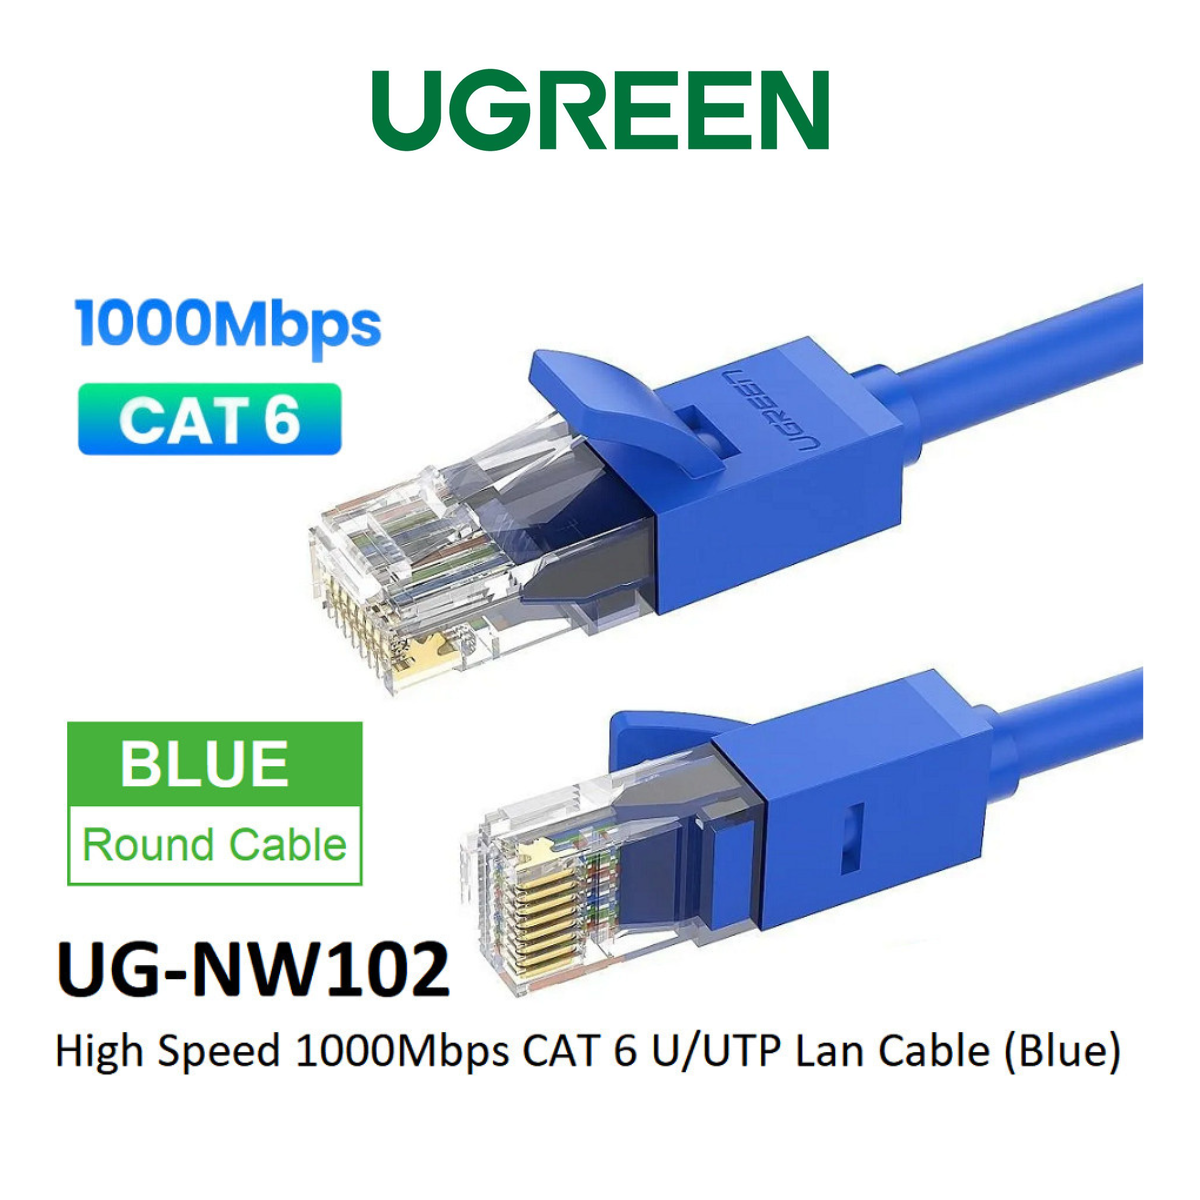 UGREEN
1000Mbps
CAT 6
UGREEN
BLUE
Round Cable
UG-NW102
High Speed 1000Mbps CAT 6 U/UTP Lan Cable (Blue)